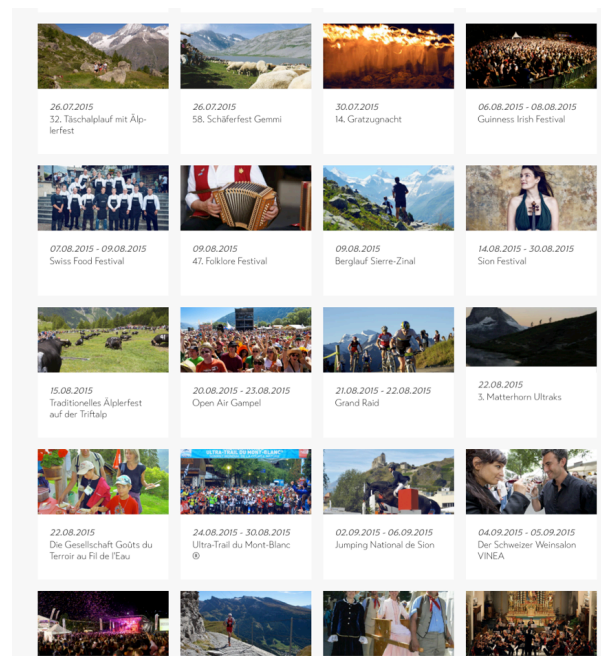 26.07.2015
32. Täschalplauf mit Älp-
lerfest
26.07.2015
58. Schäferfest Gemmi
30.07.2015
14. Gratzugnacht
06.08.2015 - 08.08.2015
Guinness Irish Festival
07.08.2015 - 09.08.2015
Swiss Food Festival
09.08.2015
47. Folklore Festival
09.08.2015
Berglauf Sierre-Zinal
14.08.2015 - 30.08.2015
Sion Festival
15.08.2015
Traditionelles Älplerfest
auf der Triftalp
20.08.2015 - 23.08.2015
Open Air Gampel
21.08.2015 - 22.08.2015
Grand Raid
22.08.2015
3. Matterhorn Ultraks
22.08.2015
Die Gesellschaft Goûts du
Terroir au Fil de l'Eau
ULTRA-TRAIL DU MONT-BLANC
24.08.2015 - 30.08.2015
Ultra-Trail du Mont-Blanc
®
02.09.2015 - 06.09.2015
Jumping National de Sion
04.09.2015 - 05.09.2015
Der Schweizer Weinsalon
VINEA